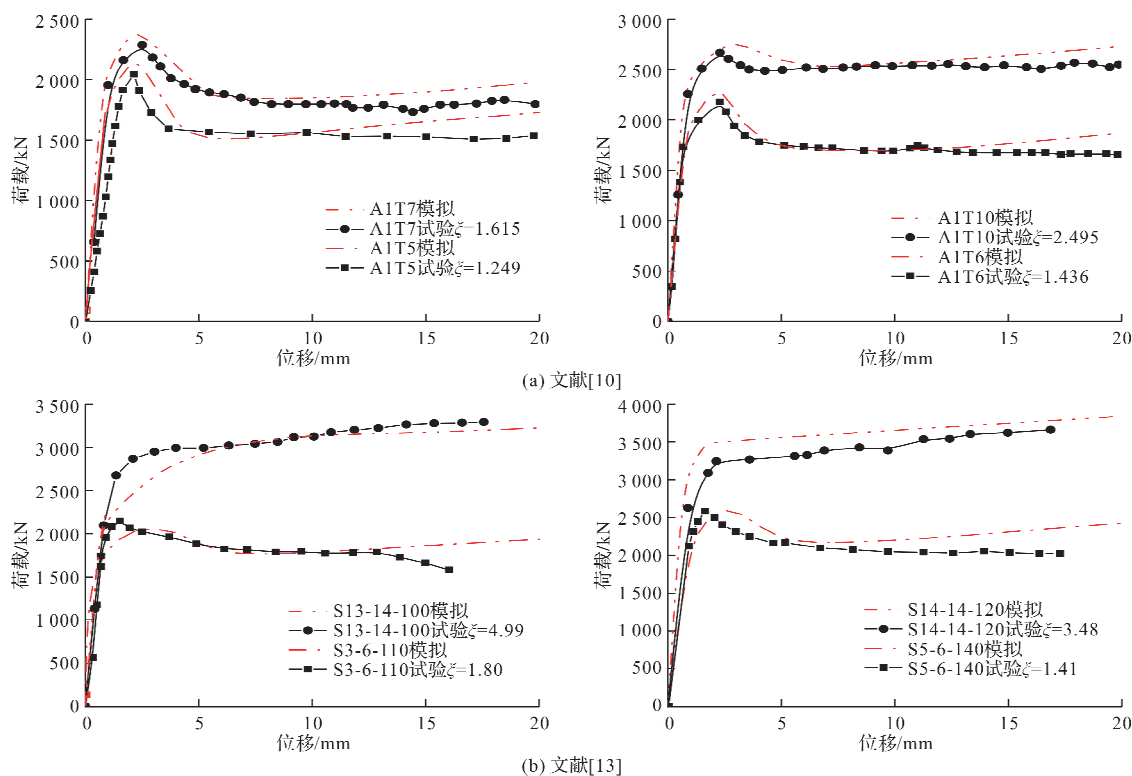 2 500
2 000
1 500
1 000
500
0
荷载/kN
A1T7模拟
A1T7试验ξ=1.615
A1T5模拟
A1T5试验ξ=1.249
0 5 10 15 20
位移/mm
3 000
2 500
2 000
1 500
1 000
500
0
荷载/kN
A1T10模拟
A1T10试验ξ=2.495
A1T6模拟
A1T6试验ξ=1.436
0 5 10 15 20
位移/mm
(a) 文献[10]
3 500
3 000
2 500
2 000
1 500
1 000
500
0
荷载/kN
S13-14-100模拟
S13-14-100试验ξ=4.99
S3-6-110模拟
S3-6-110试验ξ=1.80
0 5 10 15 20
位移/mm
4 000
3 500
3 000
2 500
2 000
1 500
1 000
500
0
荷载/kN
S14-14-120模拟
S14-14-120试验ξ=3.48
S5-6-140模拟
S5-6-140试验ξ=1.41
0 5 10 15 20
位移/mm
(b) 文献[13]